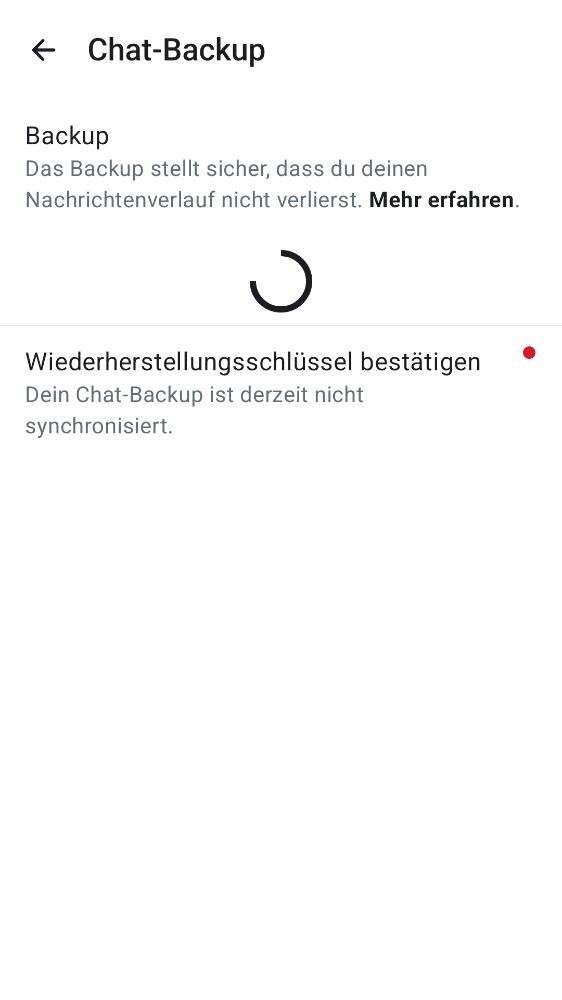 Chat-Backup
Backup
Das Backup stellt sicher, dass du deinen
Nachrichtenverlauf nicht verlierst. Mehr erfahren.
Wiederherstellungsschlüssel bestätigen
Dein Chat-Backup ist derzeit nicht
synchronisiert.